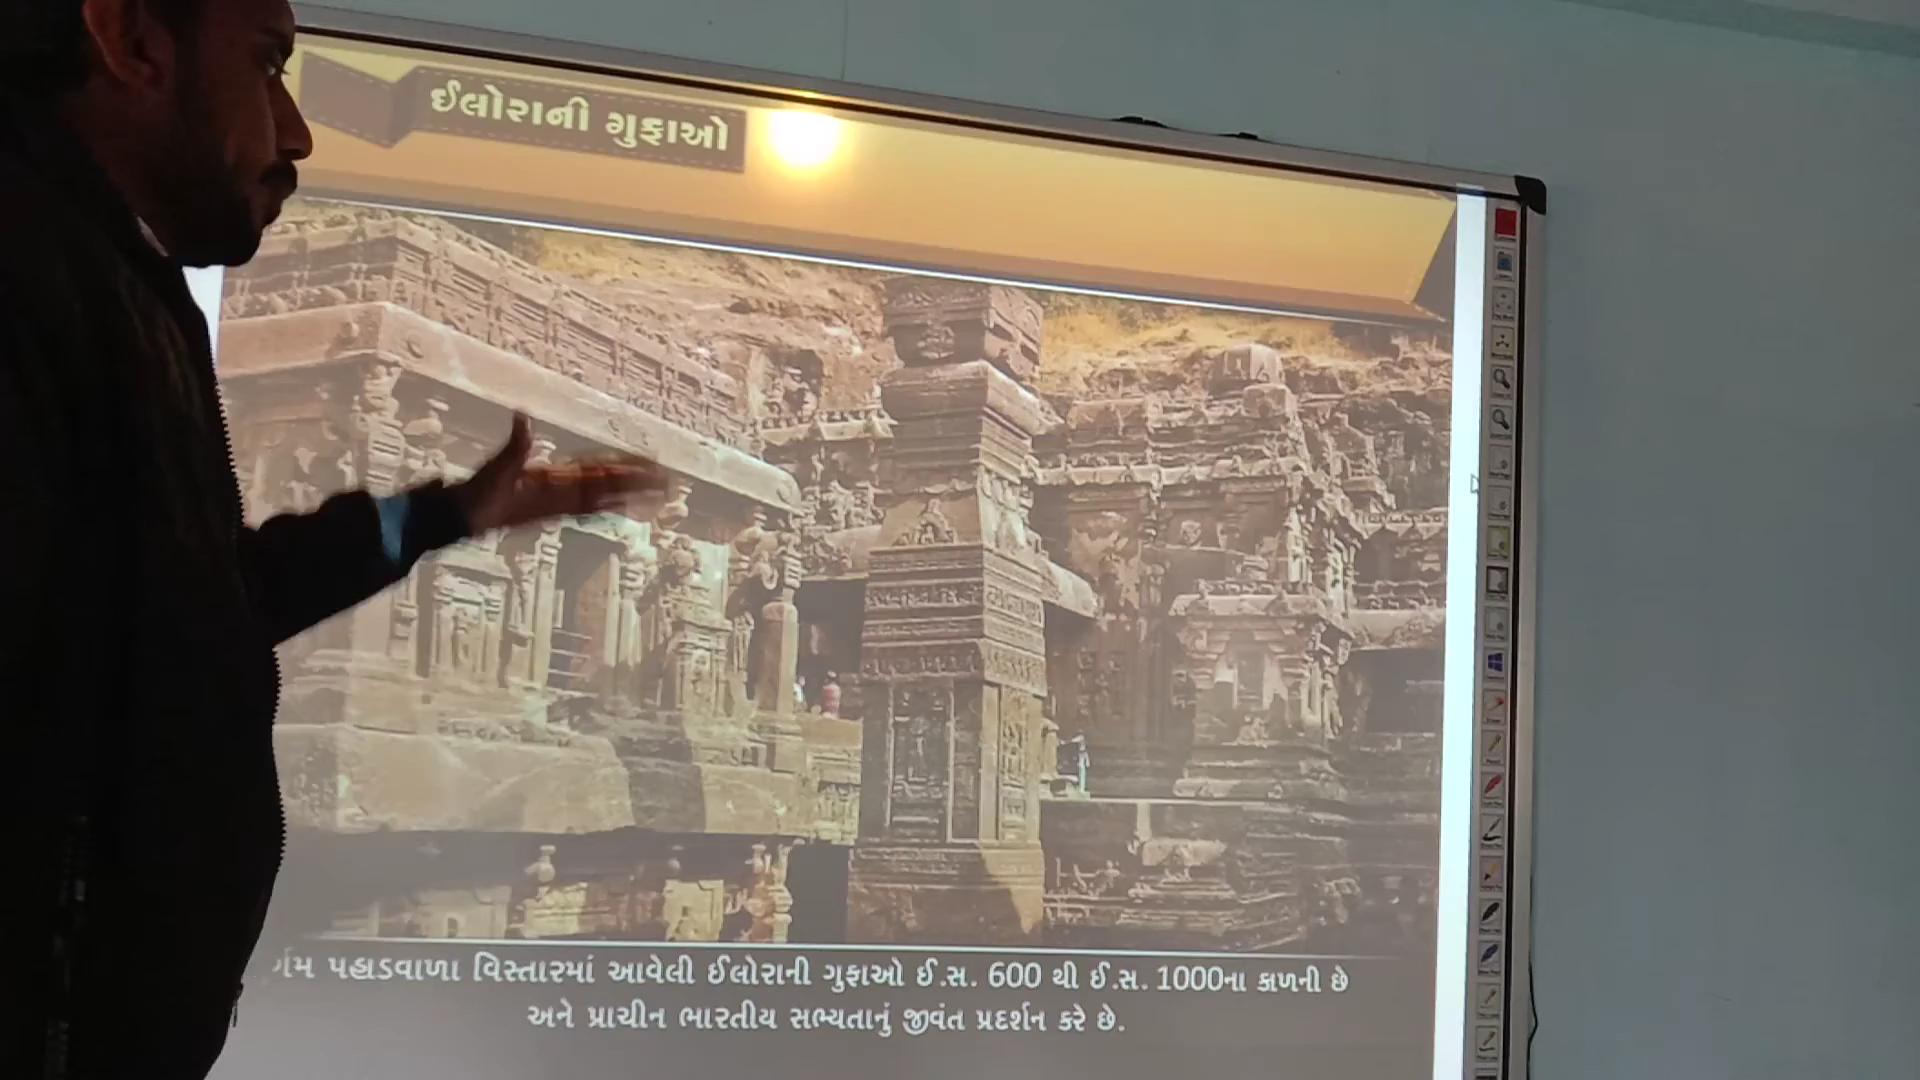 ઈલોરાની ગુફાઓ
પહાડવાળા વિસ્તારમાં આવેલી ઈલોરાની ગુફાઓ ઈ.સ. 600 થી ઈ.સ. 1000ના કાળની છે
અને પ્રાચીન ભારતીય સભ્યતાનું જીવંત પ્રદર્શન કરે છે.